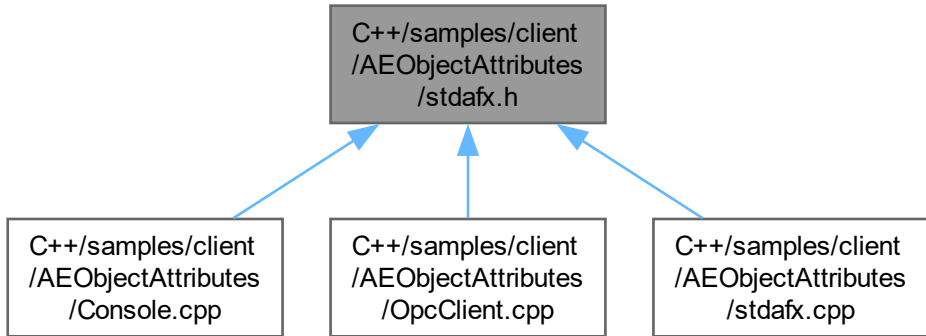 C++/samples/client
/AEObjectAttributes
/stdafx.h
C++/samples/client
/AEObjectAttributes
/Console.cpp
C++/samples/client
/AEObjectAttributes
/OpcClient.cpp
C++/samples/client
/AEObjectAttributes
/stdafx.cpp